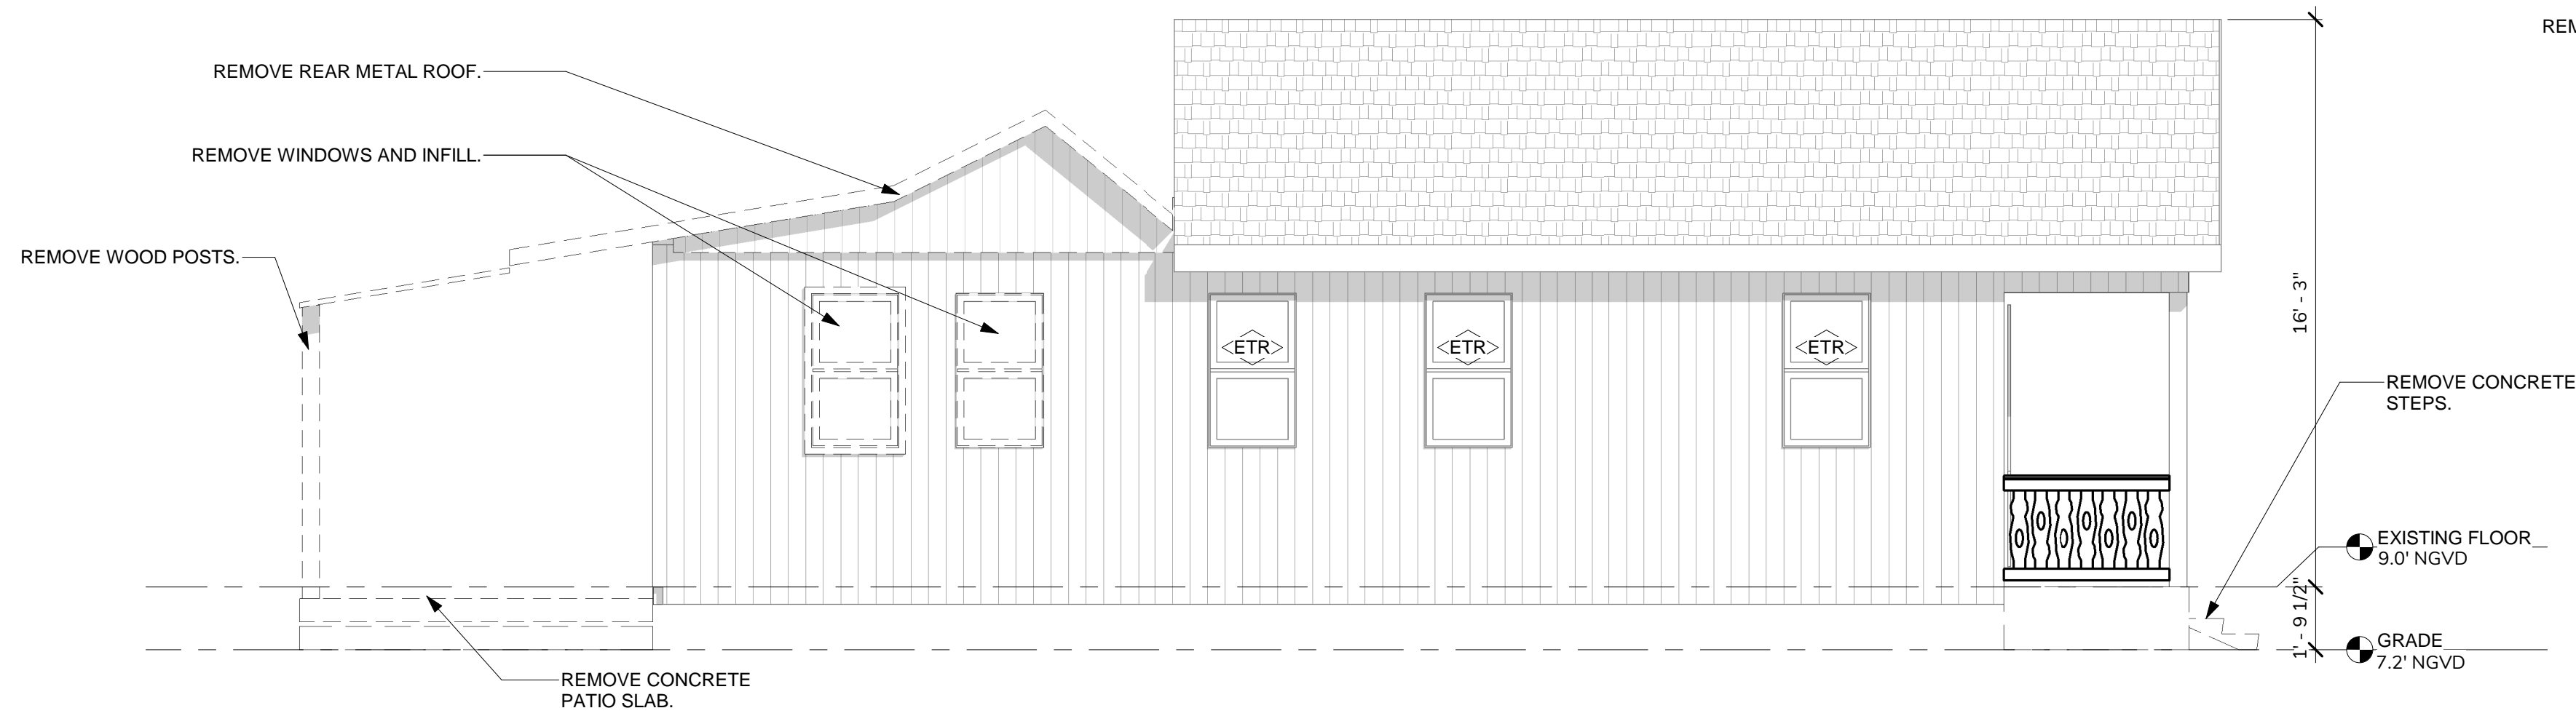 REM
REMOVE REAR METAL ROOF.
REMOVE WINDOWS AND INFILL.
REMOVE WOOD POSTS.
16' - 3"
ETR
ETR
ETR
REMOVE CONCRETE
STEPS.
EXISTING FLOOR
9.0' NGVD
1' - 9 1/2"
GRADE
7.2' NGVD
REMOVE CONCRETE
PATIO SLAB.